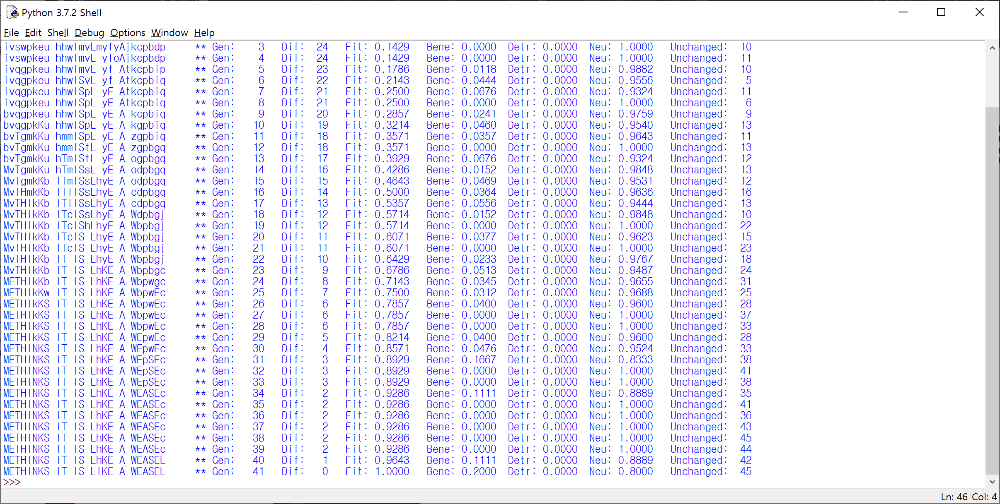 Python 3.7.2 Shell
File Edit Shell Debug Options Window Help
ivswpkeu hhwlmvLmyfyAjkcpbdp ** Gen: 3 Dif: 24 Fit: 0.1429 Bene: 0.0000 Detr: 0.0000 Neu: 1.0000 Unchanged: 10
ivswpkeu hhwlmvL yfoAjkcpbdp ** Gen: 4 Dif: 24 Fit: 0.1429 Bene: 0.0000 Detr: 0.0000 Neu: 1.0000 Unchanged: 11
ivqgpkeu hhwlmvL yf Atkcpbip ** Gen: 5 Dif: 23 Fit: 0.1786 Bene: 0.0118 Detr: 0.0000 Neu: 0.9882 Unchanged: 10
ivqgpkeu hhwlSvL yf Atkcpbiq ** Gen: 6 Dif: 22 Fit: 0.2143 Bene: 0.0444 Detr: 0.0000 Neu: 0.9556 Unchanged: 5
ivqgpkeu hhwlSpL yE Atkcpbiq ** Gen: 7 Dif: 21 Fit: 0.2500 Bene: 0.0676 Detr: 0.0000 Neu: 0.9324 Unchanged: 11
ivqgpkeu hhwlSpL yE Atkcpbiq ** Gen: 8 Dif: 21 Fit: 0.2500 Bene: 0.0000 Detr: 0.0000 Neu: 1.0000 Unchanged: 6
bvqgpkeu hhwlSpL yE A kcpbiq ** Gen: 9 Dif: 20 Fit: 0.2857 Bene: 0.0241 Detr: 0.0000 Neu: 0.9759 Unchanged: 9
bvqgpkKu hhwlSpL yE A kgpbiq ** Gen: 10 Dif: 19 Fit: 0.3214 Bene: 0.0460 Detr: 0.0000 Neu: 0.9540 Unchanged: 13
bvTgmkKu hmmISpL yE A zgpbiq ** Gen: 11 Dif: 18 Fit: 0.3571 Bene: 0.0357 Detr: 0.0000 Neu: 0.9643 Unchanged: 11
bvTgmkKu hmmIStL yE A zgpbgq ** Gen: 12 Dif: 18 Fit: 0.3571 Bene: 0.0000 Detr: 0.0000 Neu: 1.0000 Unchanged: 13
bvTgmkKu hTmIStL yE A ogpbgq ** Gen: 13 Dif: 17 Fit: 0.3929 Bene: 0.0676 Detr: 0.0000 Neu: 0.9324 Unchanged: 12
MvTgmkKu hTmISsL yE A odpbgq ** Gen: 14 Dif: 16 Fit: 0.4286 Bene: 0.0152 Detr: 0.0000 Neu: 0.9848 Unchanged: 13
MvTgmkKb ITmISsLhyE A odpbgq ** Gen: 15 Dif: 15 Fit: 0.4643 Bene: 0.0469 Detr: 0.0000 Neu: 0.9531 Unchanged: 12
MvTHmkKb ITlISsLhyE A cdpbgq ** Gen: 16 Dif: 14 Fit: 0.5000 Bene: 0.0364 Detr: 0.0000 Neu: 0.9636 Unchanged: 16
MvTHIkKb ITlISsLhyE A cdpbgq ** Gen: 17 Dif: 13 Fit: 0.5357 Bene: 0.0556 Detr: 0.0000 Neu: 0.9444 Unchanged: 13
MvTHIkKb ITcISsLhyE A Wdpbgj ** Gen: 18 Dif: 12 Fit: 0.5714 Bene: 0.0152 Detr: 0.0000 Neu: 0.9848 Unchanged: 10
MvTHIkKb ITcIShLhyE A Wbpbgj ** Gen: 19 Dif: 12 Fit: 0.5714 Bene: 0.0000 Detr: 0.0000 Neu: 1.0000 Unchanged: 22
MvTHIkKb ITcIS LhyE A Wbpbgj ** Gen: 20 Dif: 11 Fit: 0.6071 Bene: 0.0377 Detr: 0.0000 Neu: 0.9623 Unchanged: 15
MvTHIkKb ITcIS LhyE A Wbpbgj ** Gen: 21 Dif: 11 Fit: 0.6071 Bene: 0.0000 Detr: 0.0000 Neu: 1.0000 Unchanged: 23
MvTHIkKb IT IS LhyE A Wbpbgj ** Gen: 22 Dif: 10 Fit: 0.6429 Bene: 0.0233 Detr: 0.0000 Neu: 0.9767 Unchanged: 18
MvTHIkKb IT IS LhKE A Wbpbgc ** Gen: 23 Dif: 9 Fit: 0.6786 Bene: 0.0513 Detr: 0.0000 Neu: 0.9487 Unchanged: 24
METHIkKb IT IS LhKE A Wbpwgc ** Gen: 24 Dif: 8 Fit: 0.7143 Bene: 0.0345 Detr: 0.0000 Neu: 0.9655 Unchanged: 31
METHIkKw IT IS LhKE A WbpwEc ** Gen: 25 Dif: 7 Fit: 0.7500 Bene: 0.0312 Detr: 0.0000 Neu: 0.9688 Unchanged: 25
METHIkKS IT IS LhKE A WbpwEc ** Gen: 26 Dif: 6 Fit: 0.7857 Bene: 0.0400 Detr: 0.0000 Neu: 0.9600 Unchanged: 28
METHIkKS IT IS LhKE A WbpwEc ** Gen: 27 Dif: 6 Fit: 0.7857 Bene: 0.0000 Detr: 0.0000 Neu: 1.0000 Unchanged: 37
METHIkKS IT IS LhKE A WbpwEc ** Gen: 28 Dif: 6 Fit: 0.7857 Bene: 0.0000 Detr: 0.0000 Neu: 1.0000 Unchanged: 33
METHIkKS IT IS LhKE A WEpwEc ** Gen: 29 Dif: 5 Fit: 0.8214 Bene: 0.0400 Detr: 0.0000 Neu: 0.9600 Unchanged: 28
METHINKS IT IS LhKE A WEpwEc ** Gen: 30 Dif: 4 Fit: 0.8571 Bene: 0.0476 Detr: 0.0000 Neu: 0.9524 Unchanged: 33
METHINKS IT IS LhKE A WEpSEc ** Gen: 31 Dif: 3 Fit: 0.8929 Bene: 0.1667 Detr: 0.0000 Neu: 0.8333 Unchanged: 38
METHINKS IT IS LhKE A WEpSEc ** Gen: 32 Dif: 3 Fit: 0.8929 Bene: 0.0000 Detr: 0.0000 Neu: 1.0000 Unchanged: 41
METHINKS IT IS LhKE A WEpSEc ** Gen: 33 Dif: 3 Fit: 0.8929 Bene: 0.0000 Detr: 0.0000 Neu: 1.0000 Unchanged: 38
METHINKS IT IS LhKE A WEASEc ** Gen: 34 Dif: 2 Fit: 0.9286 Bene: 0.1111 Detr: 0.0000 Neu: 0.8889 Unchanged: 35
METHINKS IT IS LhKE A WEASEc ** Gen: 35 Dif: 2 Fit: 0.9286 Bene: 0.0000 Detr: 0.0000 Neu: 1.0000 Unchanged: 41
METHINKS IT IS LhKE A WEASEc ** Gen: 36 Dif: 2 Fit: 0.9286 Bene: 0.0000 Detr: 0.0000 Neu: 1.0000 Unchanged: 36
METHINKS IT IS LhKE A WEASEc ** Gen: 37 Dif: 2 Fit: 0.9286 Bene: 0.0000 Detr: 0.0000 Neu: 1.0000 Unchanged: 43
METHINKS IT IS LhKE A WEASEc ** Gen: 38 Dif: 2 Fit: 0.9286 Bene: 0.0000 Detr: 0.0000 Neu: 1.0000 Unchanged: 45
METHINKS IT IS LhKE A WEASEc ** Gen: 39 Dif: 2 Fit: 0.9286 Bene: 0.0000 Detr: 0.0000 Neu: 1.0000 Unchanged: 44
METHINKS IT IS LhKE A WEASEL ** Gen: 40 Dif: 1 Fit: 0.9643 Bene: 0.1111 Detr: 0.0000 Neu: 0.8889 Unchanged: 42
METHINKS IT IS LIKE A WEASEL ** Gen: 41 Dif: 0 Fit: 1.0000 Bene: 0.2000 Detr: 0.0000 Neu: 0.8000 Unchanged: 45
>>>
Ln: 46 Col: 4